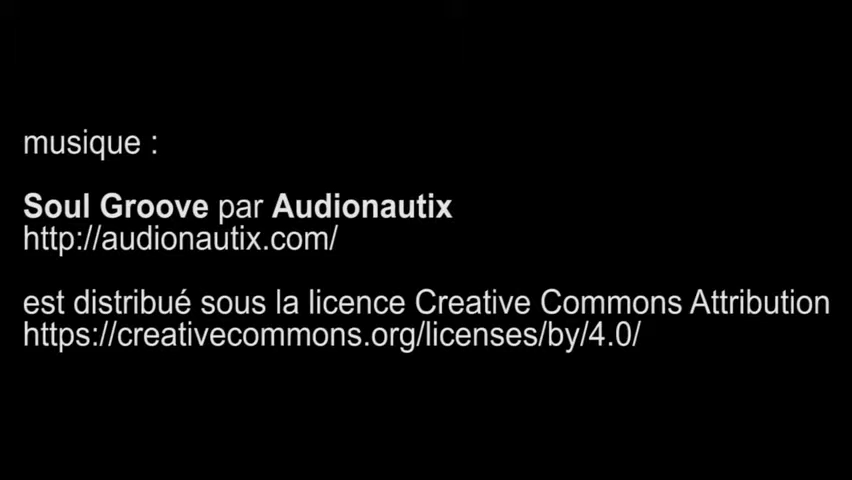 musique :
Soul Groove par Audionautix
http://audionautix.com/
est distribué sous la licence Creative Commons Attribution
https://creativecommons.org/licenses/by/4.0/